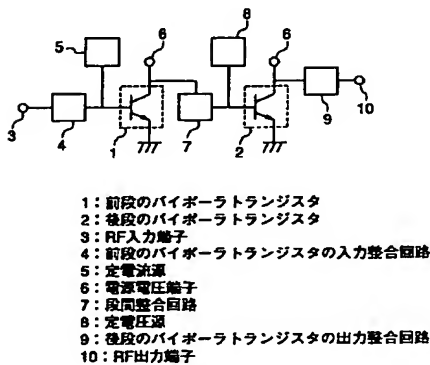 8
6
6
5
3
4
1
7
2
9
10
1：前段のバイポーラトランジスタ
2：後段のバイポーラトランジスタ
3：RF入力端子
4：前段のバイポーラトランジスタの入力整合回路
5：定電流源
6：電源電圧端子
7：段間整合回路
8：定電圧源
9：後段のバイポーラトランジスタの出力整合回路
10：RF出力端子